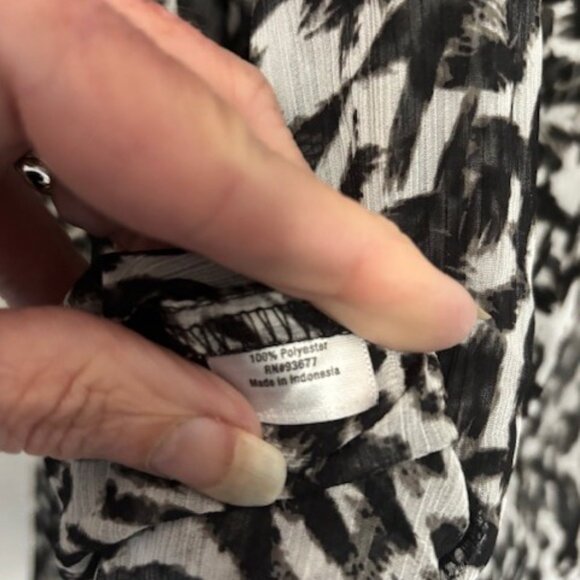 100% Polyester
RN#93677
Made in Indonesia